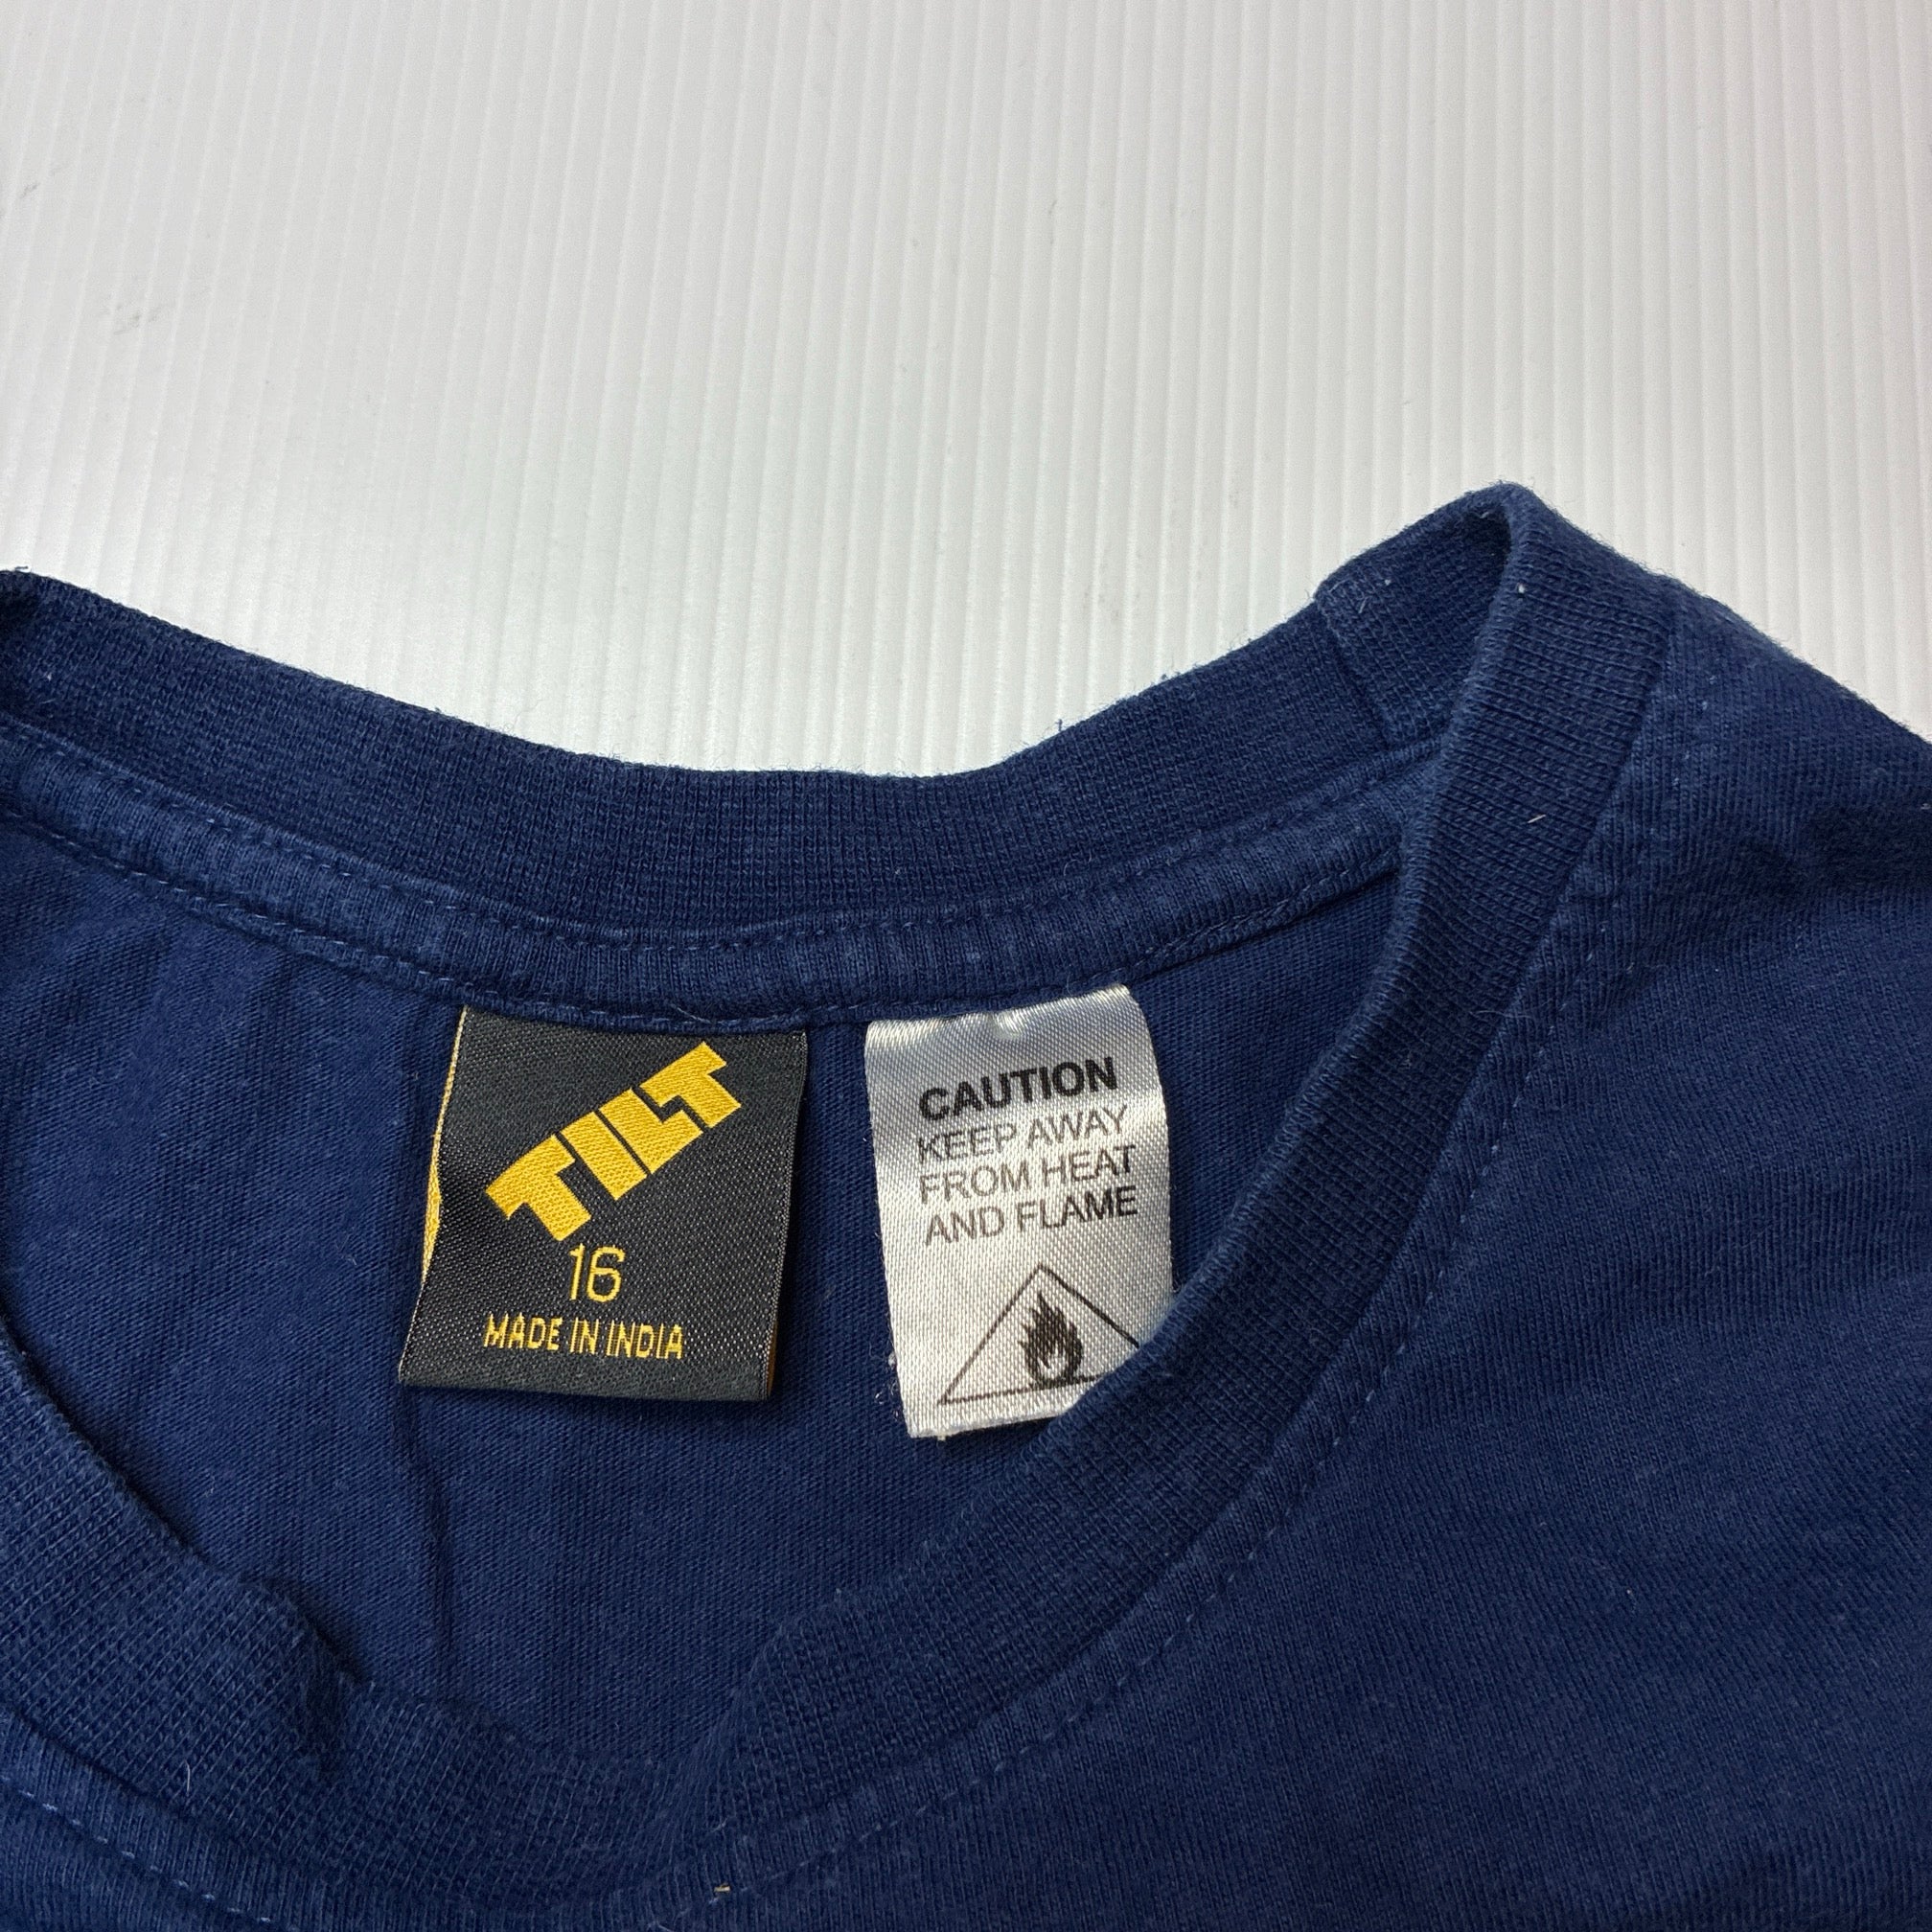 TILT
16
MADE IN INDIA
CAUTION
KEEP AWAY
FROM HEAT
AND FLAME